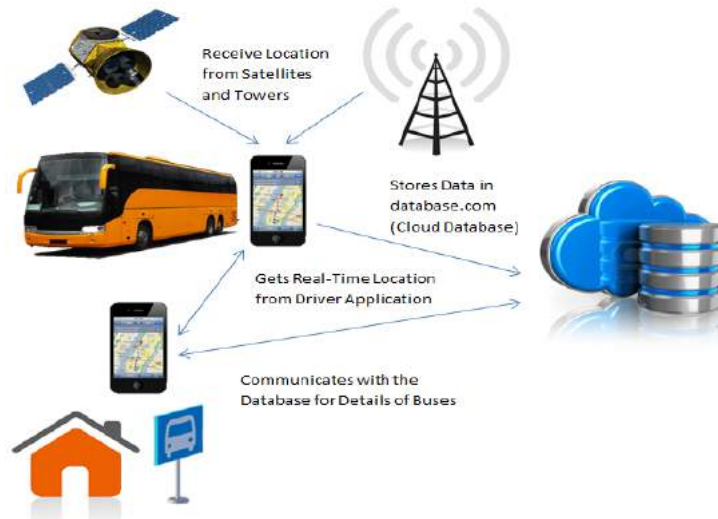 Receive Location
from Satellites
and Towers
Stores Data in
database.com
(Cloud Database)
Gets Real-Time Location
from Driver Application
Communicates with the
Database for Details of Buses